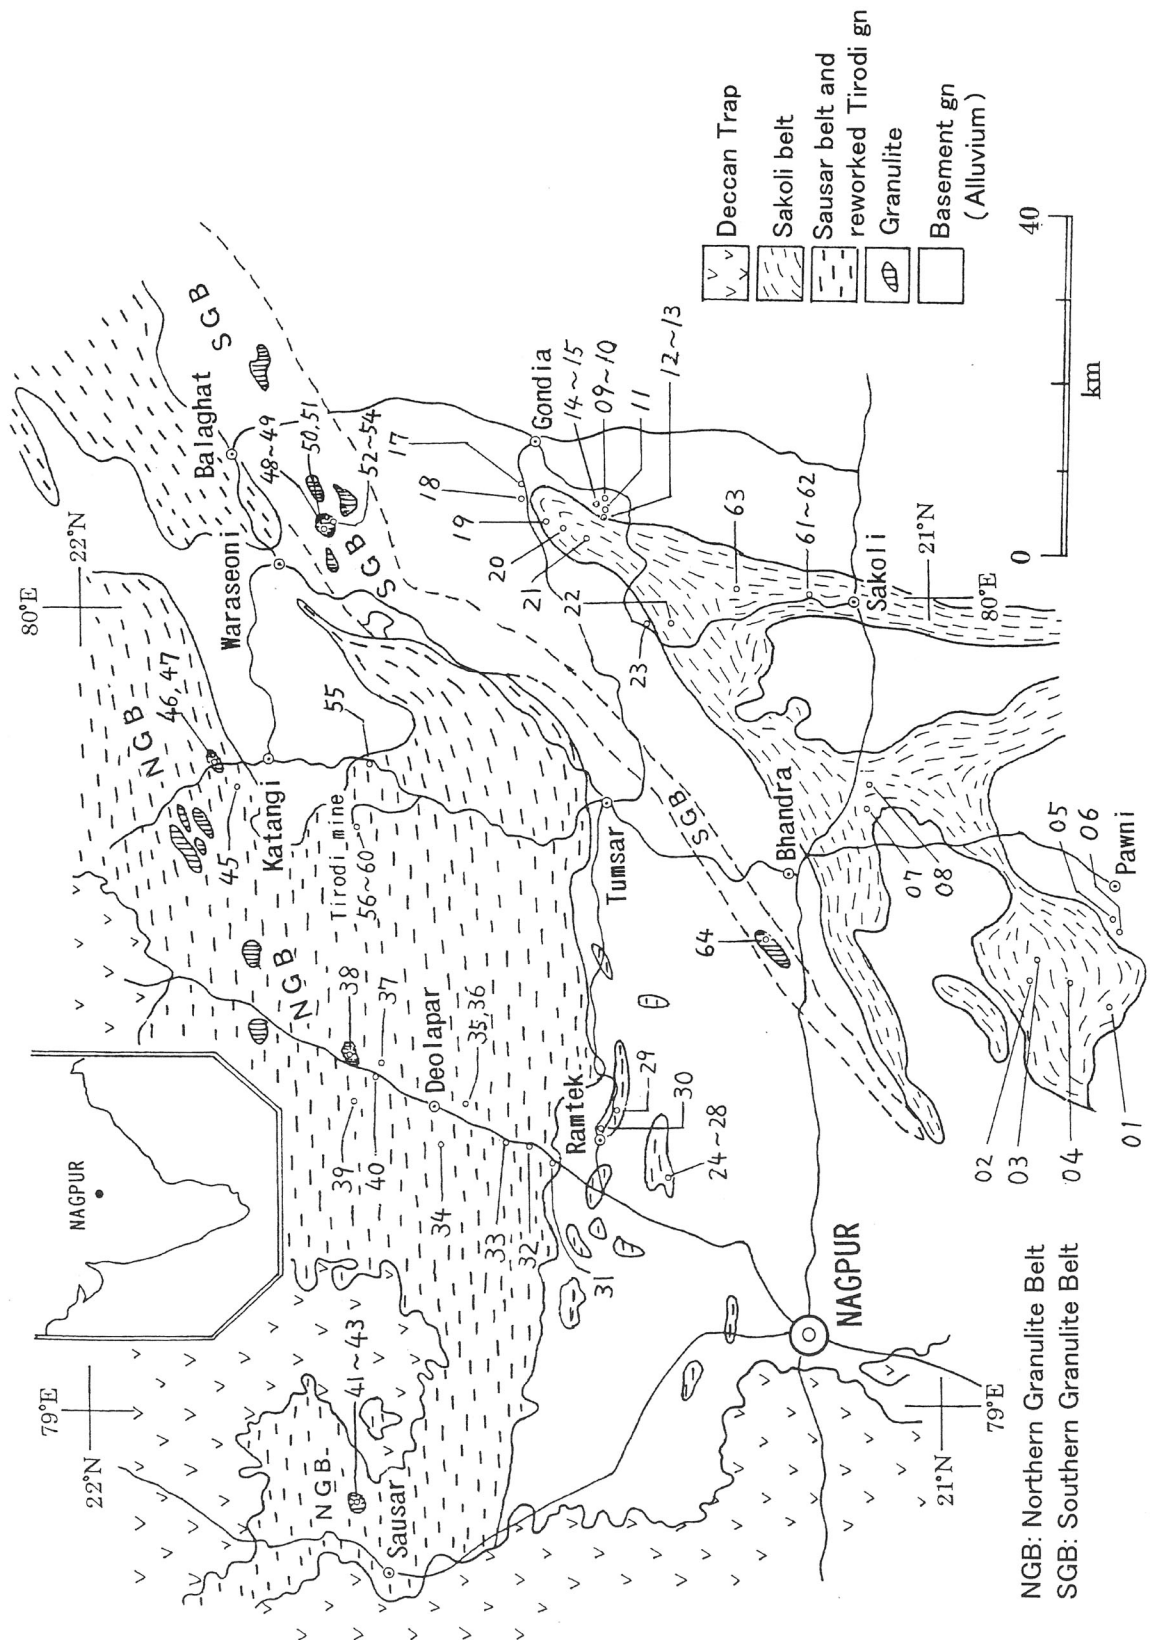 79°E
22°N
NAGPUR
80°E
22°N
NGB
Sausar
41~43
NGB
NGB
46,47
45
Katangi
Waraseoni
Balaghat
SGB
48~49
50.51
52~54
SGB
55
Tirodi mine
56~60
38
37
39
40
Deolapar
35,36
34
33
32
31
Ramtek
29
30
24~28
Tumsar
SGB
64
17
18
19
20
21
22
23
Gondia
14~15
09~10
11
12~13
63
61~62
Sakoli
21°N
80°E
Bhandra
07
08
05
06
Pawni
02
03
04
01
NAGPUR
21°N
79°E
Deccan Trap
Sakoli belt
Sausar belt and
reworked Tirodi gn
Granulite
Basement gn
(Alluvium)
0
40
km
NGB: Northern Granulite Belt
SGB: Southern Granulite Belt